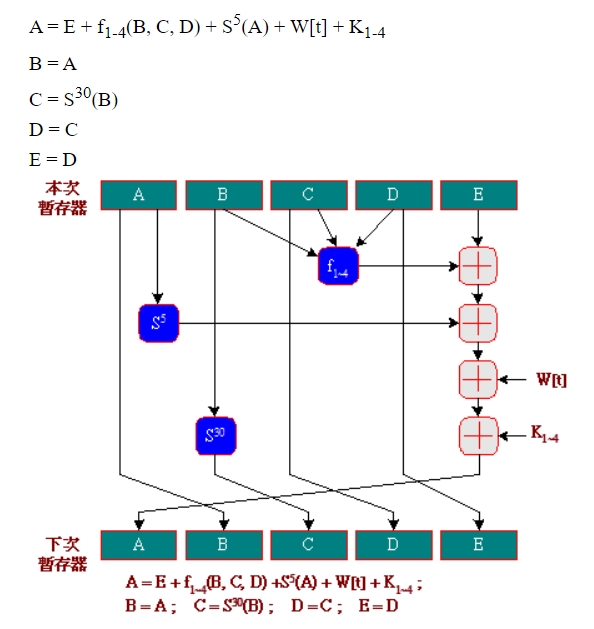 A = E + f1-4(B, C, D) + S5(A) + W[t] + K1-4
B = A
C = S30(B)
D = C
E = D
本次
暫存器
A B C D E
f1-4
S5
W[t]
S30
K1-4
下次
暫存器
A B C D E
A = E + f1-4(B, C, D) +S5(A) + W[t] + K1-4 ;
B = A ; C = S30(B) ; D = C ; E = D